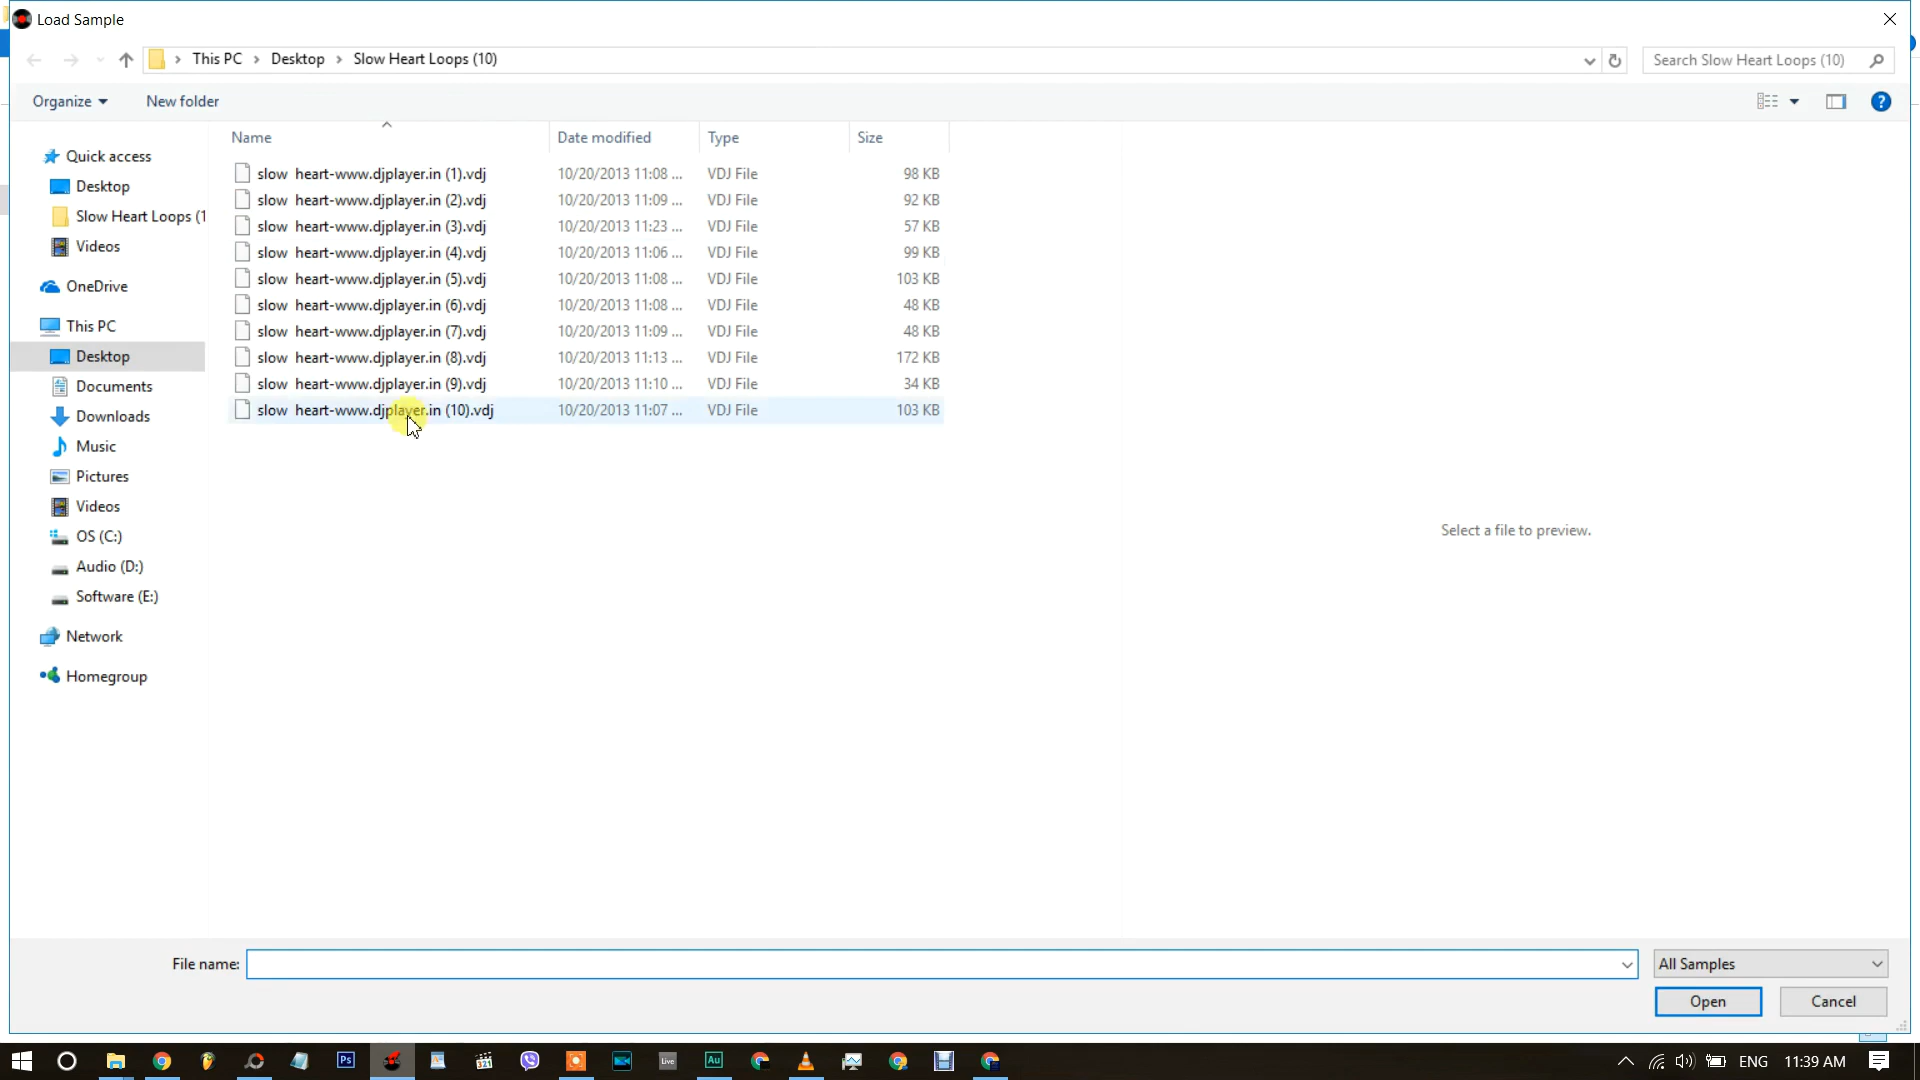 Load Sample
This PC > Desktop > Slow Heart Loops (10)
Search Slow Heart Loops (10)
Organize
New folder
Name
Date modified
Type
Size
Quick access
Desktop
Slow Heart Loops (1
Videos
OneDrive
This PC
Desktop
Documents
Downloads
Music
Pictures
Videos
OS (C:)
Audio (D:)
Software (E:)
Network
Homegroup
slow heart-www.djplayer.in (1).vdj 10/20/2013 11:08 ... VDJ File 98 KB
slow heart-www.djplayer.in (2).vdj 10/20/2013 11:09 ... VDJ File 92 KB
slow heart-www.djplayer.in (3).vdj 10/20/2013 11:23 ... VDJ File 57 KB
slow heart-www.djplayer.in (4).vdj 10/20/2013 11:06 ... VDJ File 99 KB
slow heart-www.djplayer.in (5).vdj 10/20/2013 11:08 ... VDJ File 103 KB
slow heart-www.djplayer.in (6).vdj 10/20/2013 11:08 ... VDJ File 48 KB
slow heart-www.djplayer.in (7).vdj 10/20/2013 11:09 ... VDJ File 48 KB
slow heart-www.djplayer.in (8).vdj 10/20/2013 11:13 ... VDJ File 172 KB
slow heart-www.djplayer.in (9).vdj 10/20/2013 11:10 ... VDJ File 34 KB
slow heart-www.djplayer.in (10).vdj 10/20/2013 11:07 ... VDJ File 103 KB
Select a file to preview.
File name:
All Samples
Open
Cancel
Ps
321
Live
Au
ENG
11:39 AM